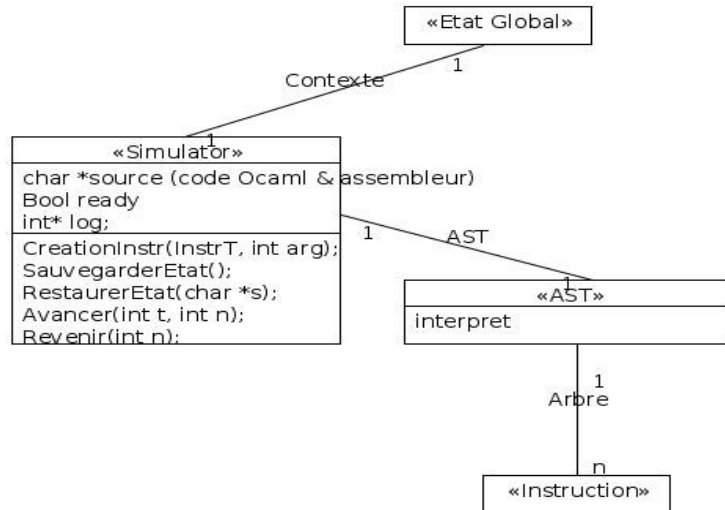 «Etat Global»
1
Contexte
1
«Simulator»
char *source (code Ocaml & assembleur)
Bool ready
int* log;
CreationInstr(InstrT, int arg);
SauvegarderEtat();
RestaurerEtat(char *s);
Avancer(int t, int n);
Revenir(int n);
1
AST
1
«AST»
interpret
1
Arbre
n
«Instruction»